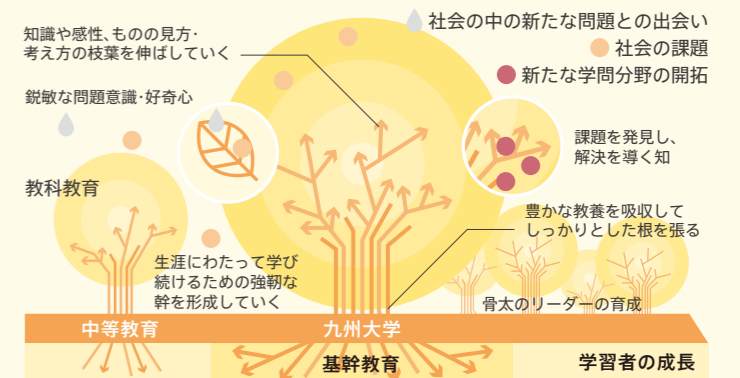 知識や感性、ものの見方・
考え方の枝葉を伸ばしていく
鋭敏な問題意識・好奇心
社会の中の新たな問題との出会い
社会の課題
新たな学問分野の開拓
課題を発見し、
解決を導く知
教科教育
豊かな教養を吸収して
しっかりとした根を張る
生涯にわたって学び
続けるための強靭な
幹を形成していく
骨太のリーダーの育成
中等教育
九州大学
基幹教育
学習者の成長